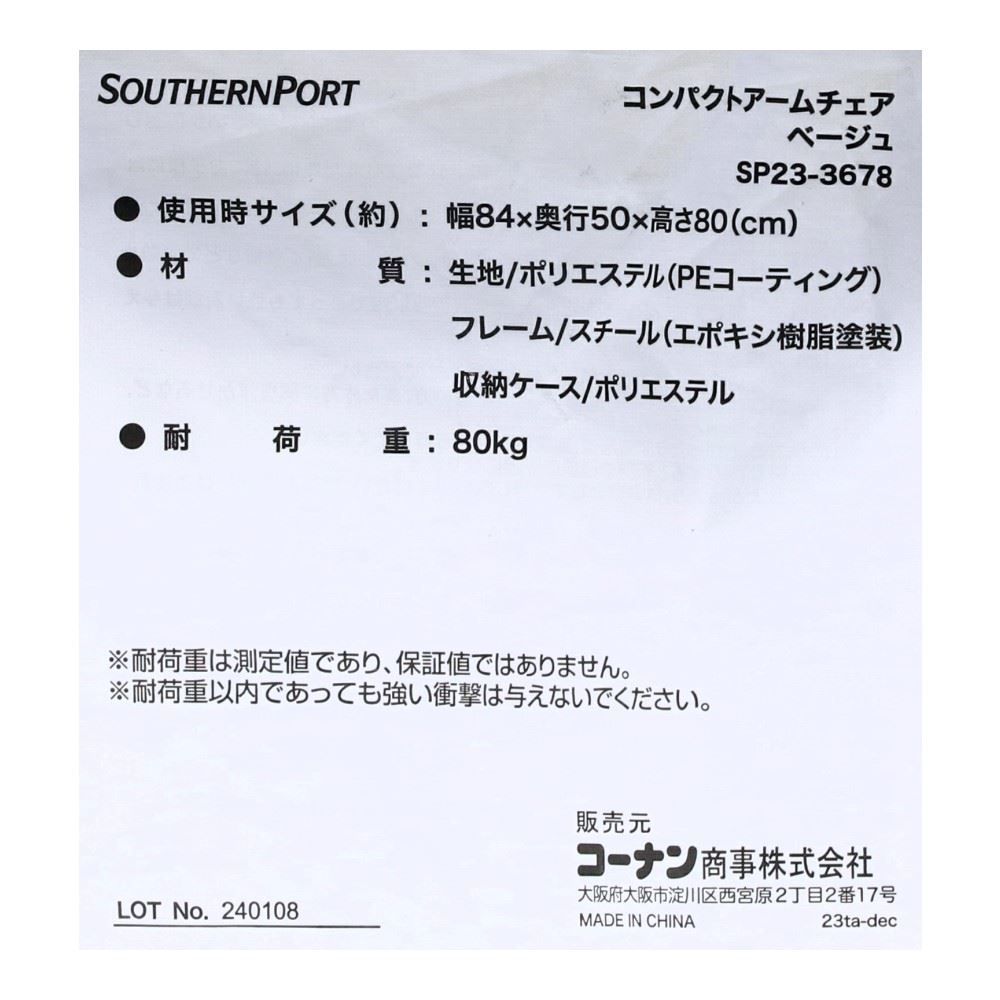 SOUTHERNPORT
コンパクトアームチェア
ベージュ
SP23-3678
● 使用時サイズ(約) : 幅84×奥行50×高さ80(cm)
● 材 質 : 生地/ポリエステル(PEコーティング)
フレーム/スチール(エポキシ樹脂塗装)
収納ケース/ポリエステル
● 耐 荷 重 : 80kg
※耐荷重は測定値であり、保証値ではありません。
※耐荷重以内であっても強い衝撃は与えないでください。
販売元
コーナン商事株式会社
大阪府大阪市淀川区西宮原2丁目2番17号
LOT No. 240108
MADE IN CHINA 23ta-dec